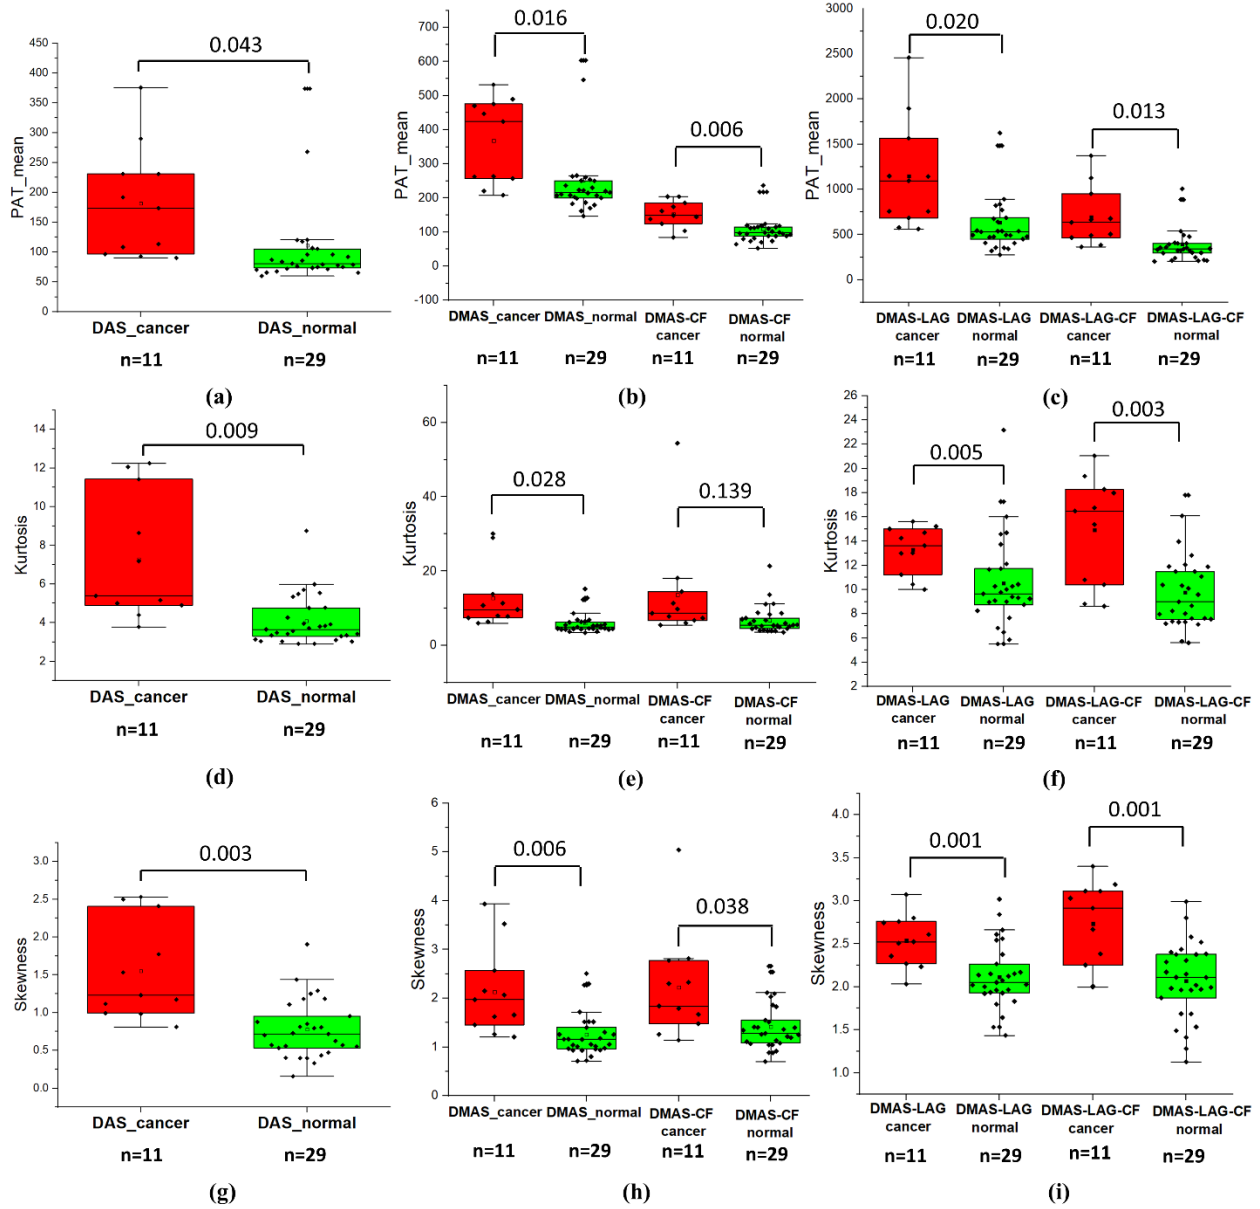 0.043
PAT_mean
450
400
350
300
250
200
150
100
50
0
DAS_cancer DAS_normal
n=11 n=29
(a)
0.016
0.006
PAT_mean
700
600
500
400
300
200
100
0
-100
DMAS_cancer DMAS_normal DMAS-CF DMAS-CF
cancer normal
n=11 n=29 n=11 n=29
(b)
0.020
0.013
PAT_mean
3000
2500
2000
1500
1000
500
0
DMAS-LAG DMAS-LAG DMAS-LAG-CF DMAS-LAG-CF
cancer normal cancer normal
n=11 n=29 n=11 n=29
(c)
0.009
Kurtosis
14
12
10
8
6
4
2
DAS_cancer DAS_normal
n=11 n=29
(d)
0.028
0.139
Kurtosis
60
40
20
0
DMAS_cancer DMAS_normal DMAS-CF DMAS-CF
cancer normal
n=11 n=29 n=11 n=29
(e)
0.005
0.003
Kurtosis
26
24
22
20
18
16
14
12
10
8
6
4
2
DMAS-LAG DMAS-LAG DMAS-LAG-CF DMAS-LAG-CF
cancer normal cancer normal
n=11 n=29 n=11 n=29
(f)
0.003
Skewness
3.0
2.5
2.0
1.5
1.0
0.5
0.0
DAS_cancer DAS_normal
n=11 n=29
(g)
0.006
0.038
Skewness
6
5
4
3
2
1
0
DMAS_cancer DMAS_normal DMAS-CF DMAS-CF
cancer normal
n=11 n=29 n=11 n=29
(h)
0.001
0.001
Skewness
4.0
3.5
3.0
2.5
2.0
1.5
1.0
DMAS-LAG DMAS-LAG DMAS-LAG-CF DMAS-LAG-CF
cancer normal cancer normal
n=11 n=29 n=11 n=29
(i)